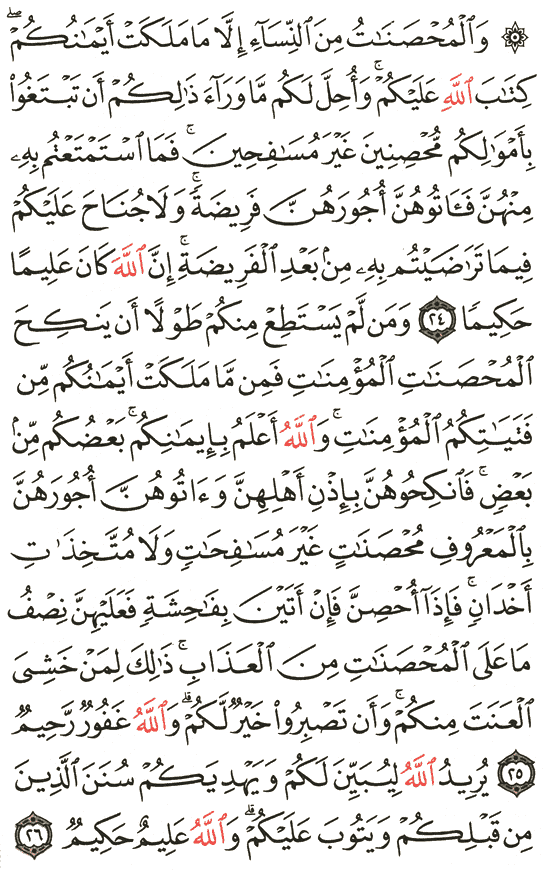 ۞ وَٱلْمُحْصَنَٰتُ مِنَ ٱلنِّسَآءِ إِلَّا مَا مَلَكَتْ أَيْمَٰنُكُمْ ۖ
كِتَٰبَ ٱللَّهِ عَلَيْكُمْ ۚ وَأُحِلَّ لَكُم مَّا وَرَآءَ ذَٰلِكُمْ أَن تَبْتَغُوا۟
بِأَمْوَٰلِكُم مُّحْصِنِينَ غَيْرَ مُسَٰفِحِينَ ۚ فَمَا ٱسْتَمْتَعْتُم بِهِۦ
مِنْهُنَّ فَـَٔاتُوهُنَّ أُجُورَهُنَّ فَرِيضَةً ۚ وَلَا جُنَاحَ عَلَيْكُمْ
فِيمَا تَرَٰضَيْتُم بِهِۦ مِنۢ بَعْدِ ٱلْفَرِيضَةِ ۚ إِنَّ ٱللَّهَ كَانَ عَلِيمًا
حَكِيمًا ٢٤ وَمَن لَّمْ يَسْتَطِعْ مِنكُمْ طَوْلًا أَن يَنكِحَ
ٱلْمُحْصَنَٰتِ ٱلْمُؤْمِنَٰتِ فَمِن مَّا مَلَكَتْ أَيْمَٰنُكُم مِّن
فَتَيَٰتِكُمُ ٱلْمُؤْمِنَٰتِ ۚ وَٱللَّهُ أَعْلَمُ بِإِيمَٰنِكُم ۚ بَعْضُكُم مِّنۢ
بَعْضٍ ۚ فَٱنكِحُوهُنَّ بِإِذْنِ أَهْلِهِنَّ وَءَاتُوهُنَّ أُجُورَهُنَّ
بِٱلْمَعْرُوفِ مُحْصَنَٰتٍ غَيْرَ مُسَٰفِحَٰتٍ وَلَا مُتَّخِذَٰتِ
أَخْدَانٍ ۚ فَإِذَآ أُحْصِنَّ فَإِنْ أَتَيْنَ بِفَٰحِشَةٍ فَعَلَيْهِنَّ نِصْفُ
مَا عَلَى ٱلْمُحْصَنَٰتِ مِنَ ٱلْعَذَابِ ۚ ذَٰلِكَ لِمَنْ خَشِىَ
ٱلْعَنَتَ مِنكُمْ ۚ وَأَن تَصْبِرُوا۟ خَيْرٌ لَّكُمْ ۗ وَٱللَّهُ غَفُورٌ رَّحِيمٌ
٢٥ يُرِيدُ ٱللَّهُ لِيُبَيِّنَ لَكُمْ وَيَهْدِيَكُمْ سُنَنَ ٱلَّذِينَ
مِن قَبْلِكُمْ وَيَتُوبَ عَلَيْكُمْ ۗ وَٱللَّهُ عَلِيمٌ حَكِيمٌ ٢٦